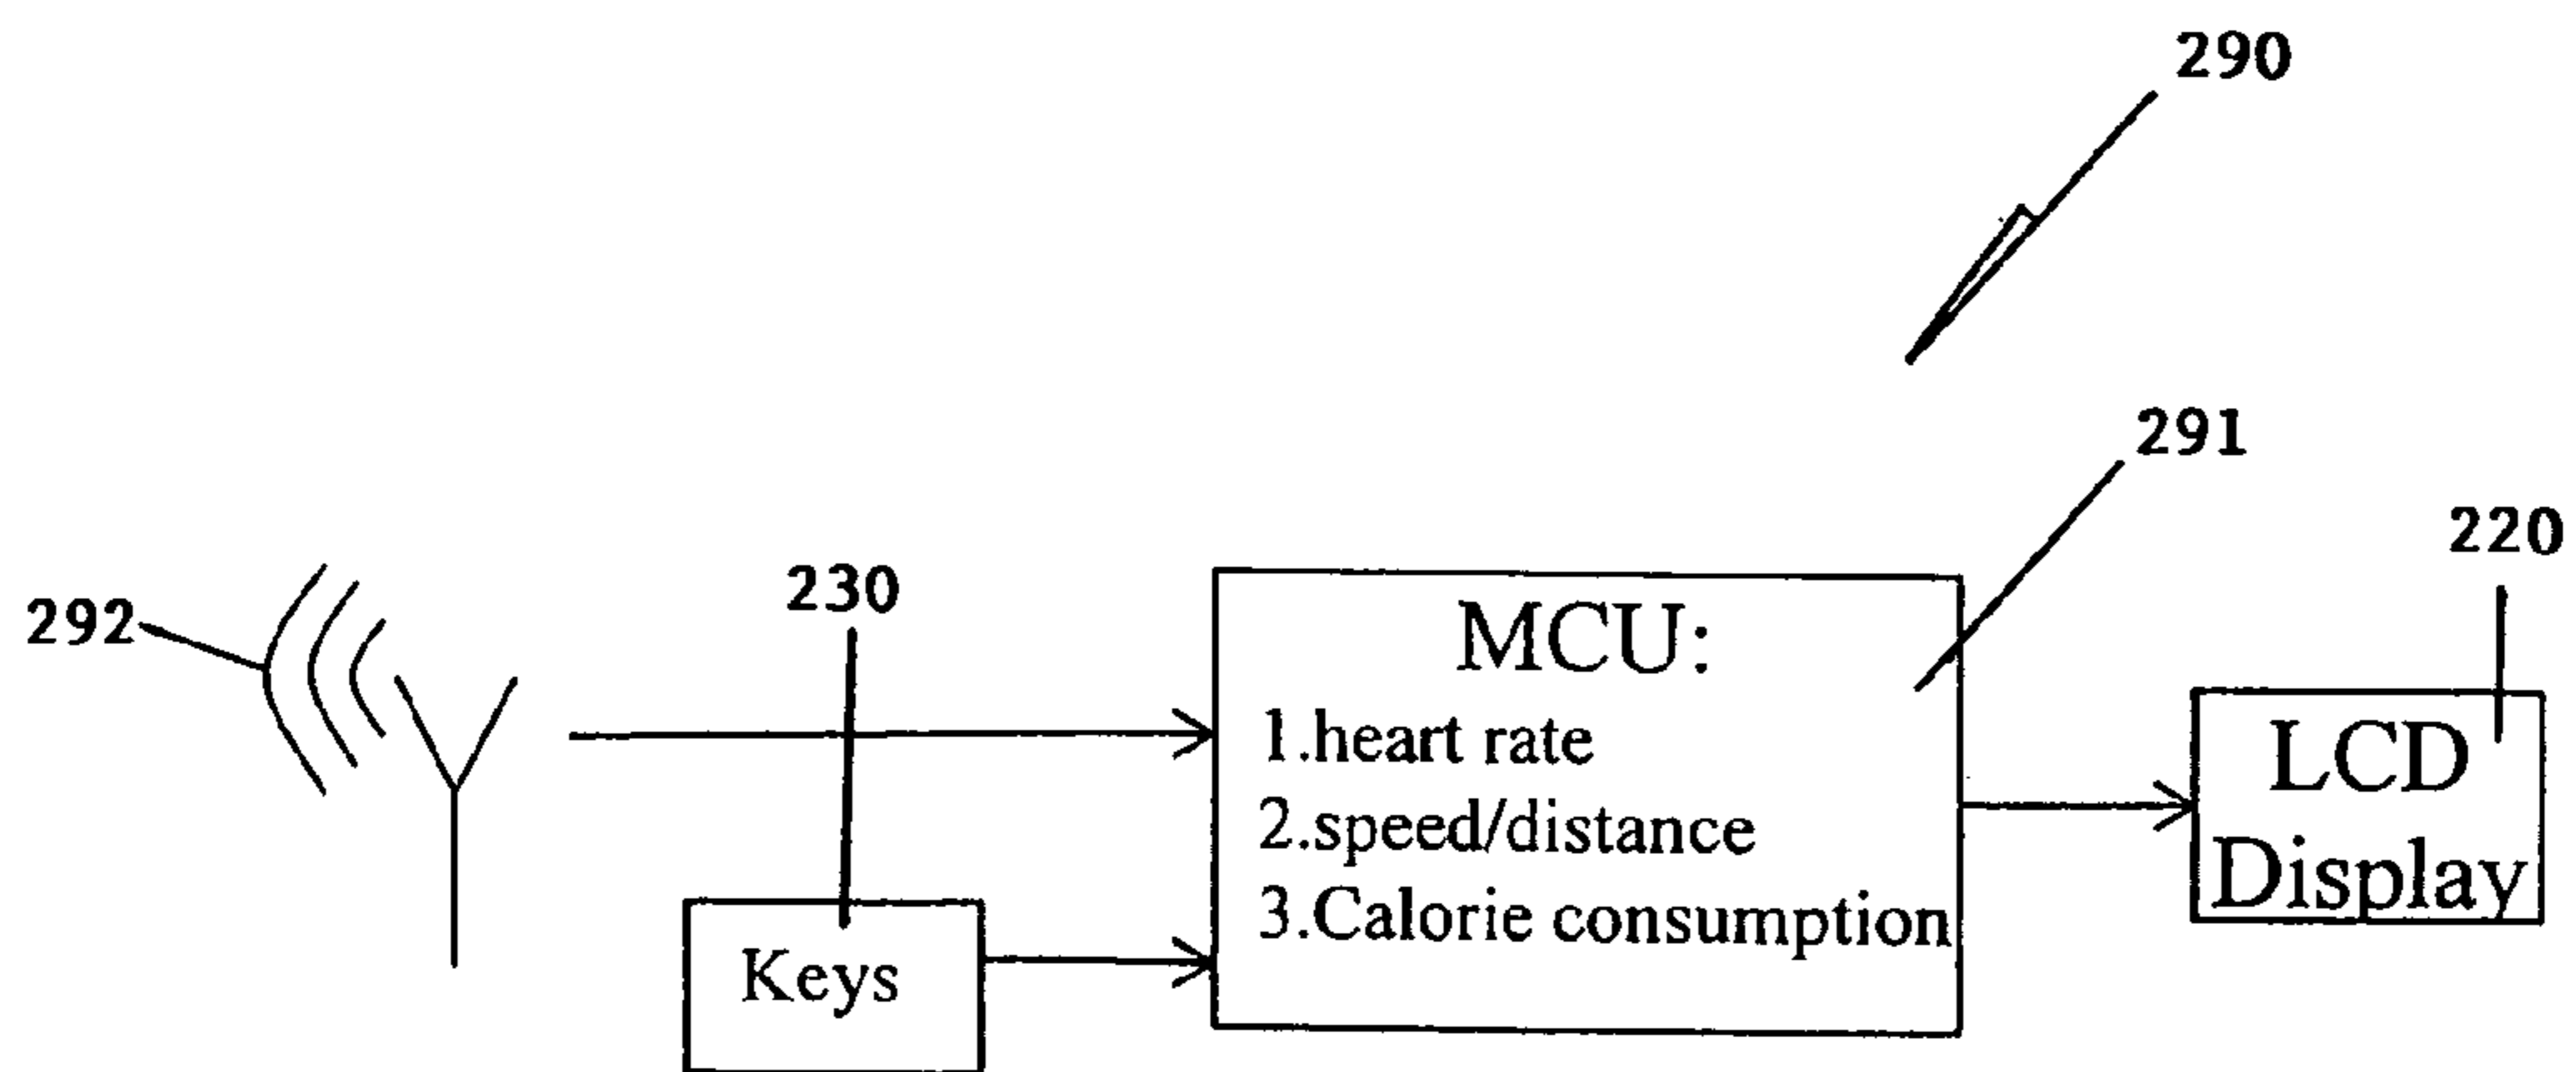 290
291
220
230
292
MCU:
1.heart rate
2.speed/distance
3.Calorie consumption
LCD
Display
Keys